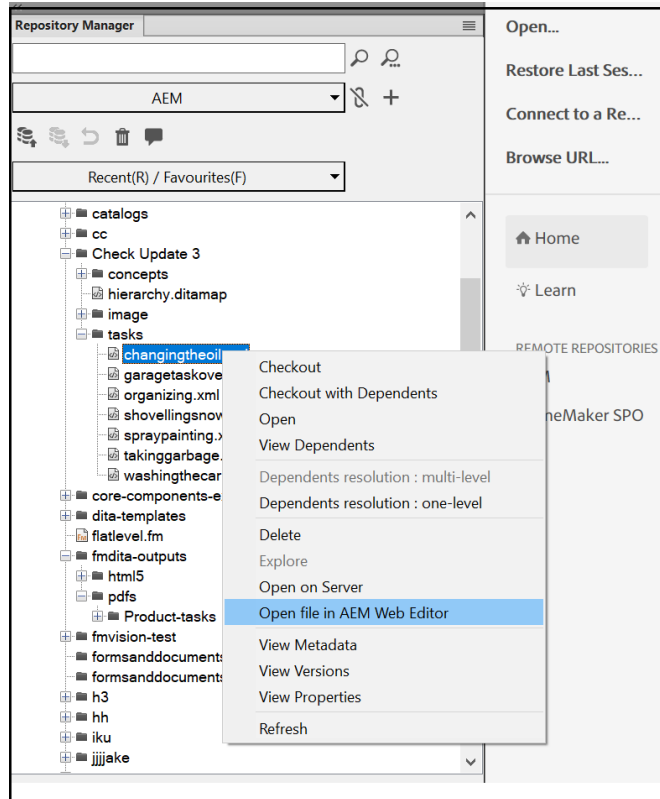 Repository Manager
AEM
Recent(R) / Favourites(F)
catalogs
cc
Check Update 3
concepts
hierarchy.ditamap
image
tasks
changingtheoil
garagetaskove
organizing.xml
shovellingsnow
spraypainting.x
takinggarbage.
washingthecar
core-components-e
dita-templates
flatlevel.fm
fmdita-outputs
html5
pdfs
Product-tasks
fmvision-test
formsanddocuments
formsanddocuments
h3
hh
iku
jjjjake
Checkout
Checkout with Dependents
Open
View Dependents
Dependents resolution : multi-level
Dependents resolution : one-level
Delete
Explore
Open on Server
Open file in AEM Web Editor
View Metadata
View Versions
View Properties
Refresh
Open...
Restore Last Ses...
Connect to a Re...
Browse URL...
Home
Learn
REMOTE REPOSITORIES
neMaker SPO